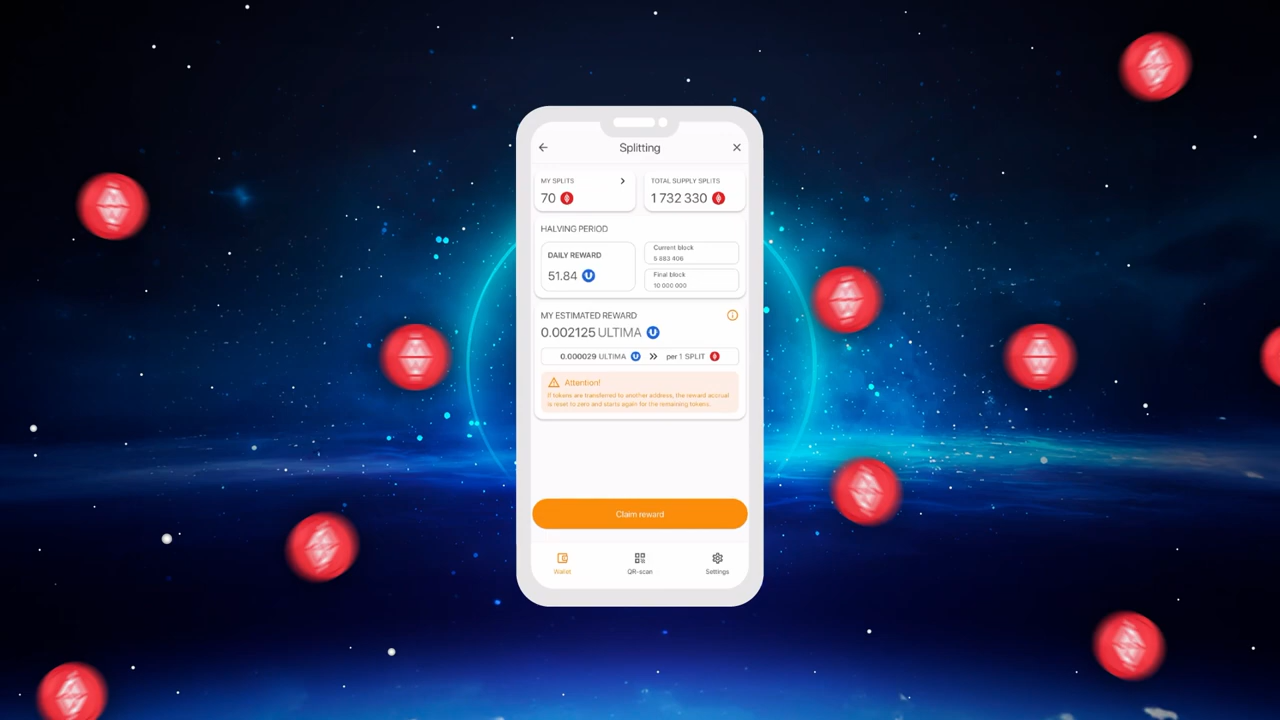 Splitting
MY SPLITS
70
TOTAL SUPPLY SPLITS
1 732 330
HALVING PERIOD
DAILY REWARD
51.84
Current block
5 883 406
Final block
10 000 000
MY ESTIMATED REWARD
0.002125 ULTIMA
0.000029 ULTIMA
per 1 SPLIT
Attention!
If tokens are transferred to another address, the reward accrual
is reset to zero and starts again for the remaining tokens.
Claim reward
Wallet
QR-scan
Settings